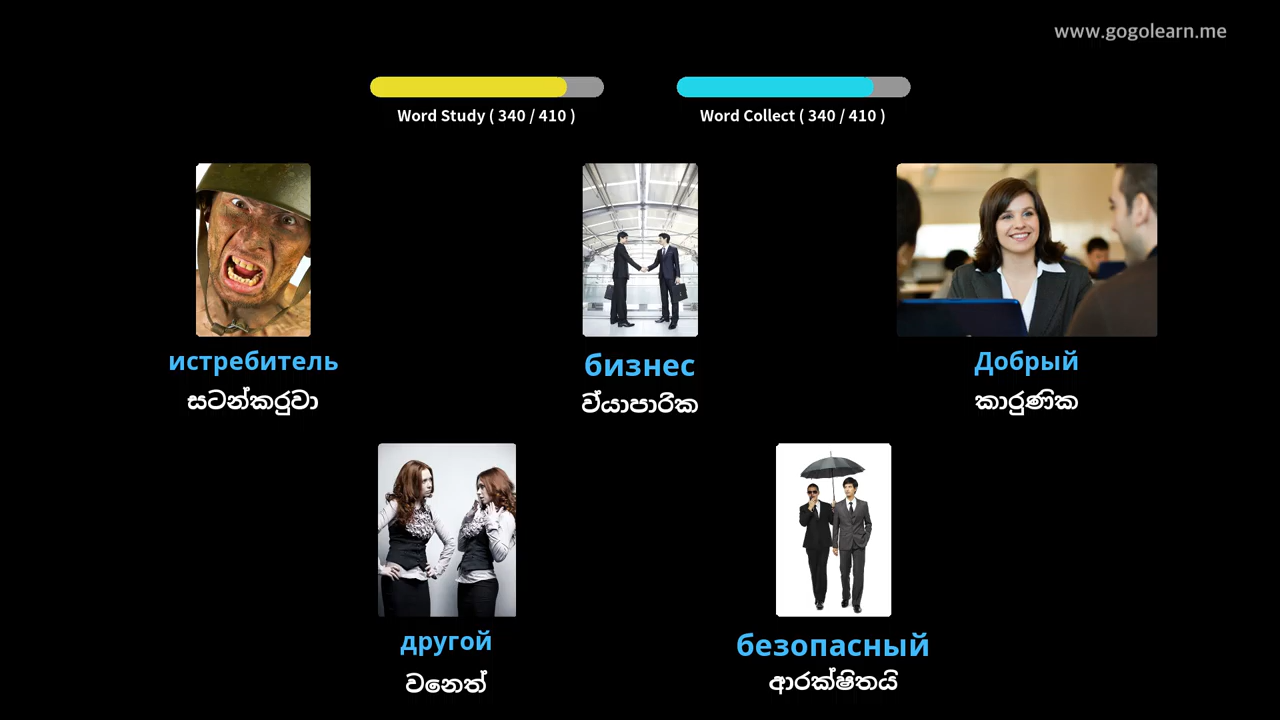 www.gogolearn.me
Word Study ( 340 / 410 )
Word Collect ( 340 / 410 )
истребитель
සටන්කරුවා
бизнес
ව්යාපාරික
Добрый
කාරුණික
другой
වනෙත්
безопасный
ආරක්ෂිතයි